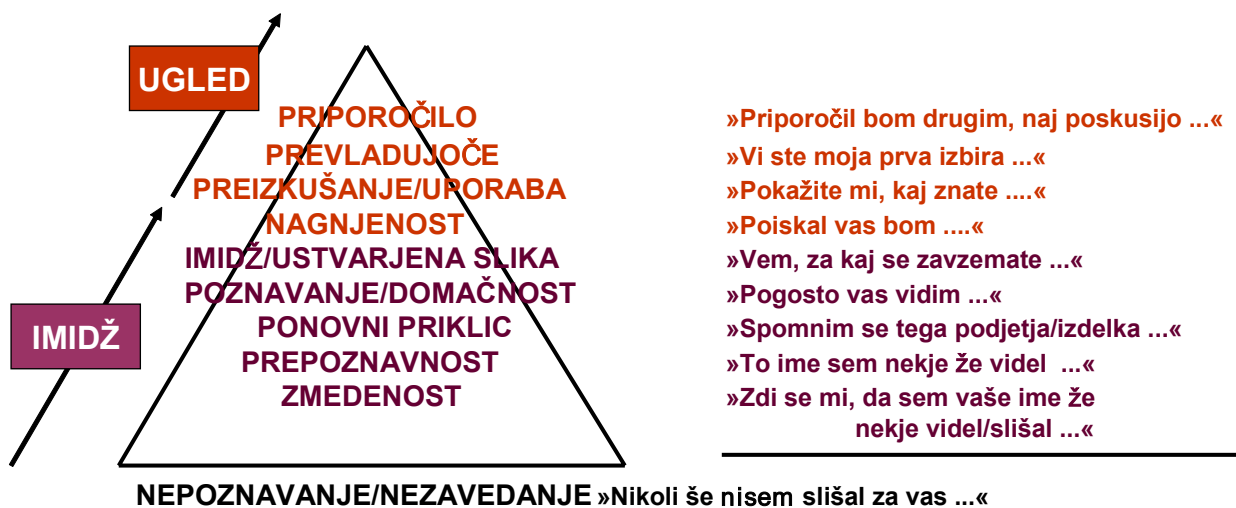 UGLED
PRIPOROČILO
»Priporočil bom drugim, naj poskusijo ...«
PREVLADUJOČE
»Vi ste moja prva izbira ...«
PREIZKUŠANJE/UPORABA
»Pokažite mi, kaj znate ....«
NAGNJENOST
»Poiskal vas bom ....«
IMIDŽ/USTVARJENA SLIKA
»Vem, za kaj se zavzemate ...«
POZNAVANJE/DOMAČNOST
»Pogosto vas vidim ...«
IMIDŽ
PONOVNI PRIKLIC
»Spomnim se tega podjetja/izdelka ...«
PREPOZNAVNOST
»To ime sem nekje že videl ...«
ZMEDENOST
»Zdi se mi, da sem vaše ime že
nekje videl/slišal ...«
NEPOZNAVANJE/NEZAVEDANJE »Nikoli še nisem slišal za vas ...«